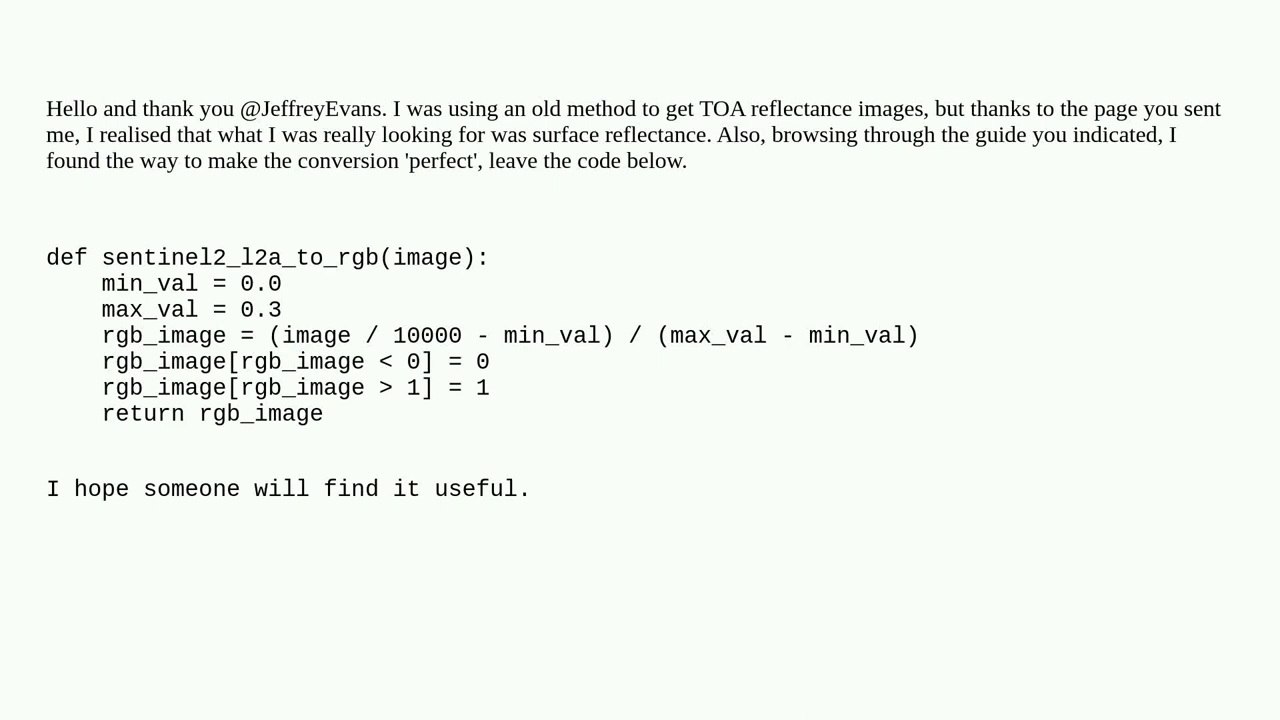 Hello and thank you @JeffreyEvans. I was using an old method to get TOA reflectance images, but thanks to the page you sent
me, I realised that what I was really looking for was surface reflectance. Also, browsing through the guide you indicated, I
found the way to make the conversion 'perfect', leave the code below.
def sentinel2_l2a_to_rgb(image):
    min_val = 0.0
    max_val = 0.3
    rgb_image = (image / 10000 - min_val) / (max_val - min_val)
    rgb_image[rgb_image < 0] = 0
    rgb_image[rgb_image > 1] = 1
    return rgb_image
I hope someone will find it useful.